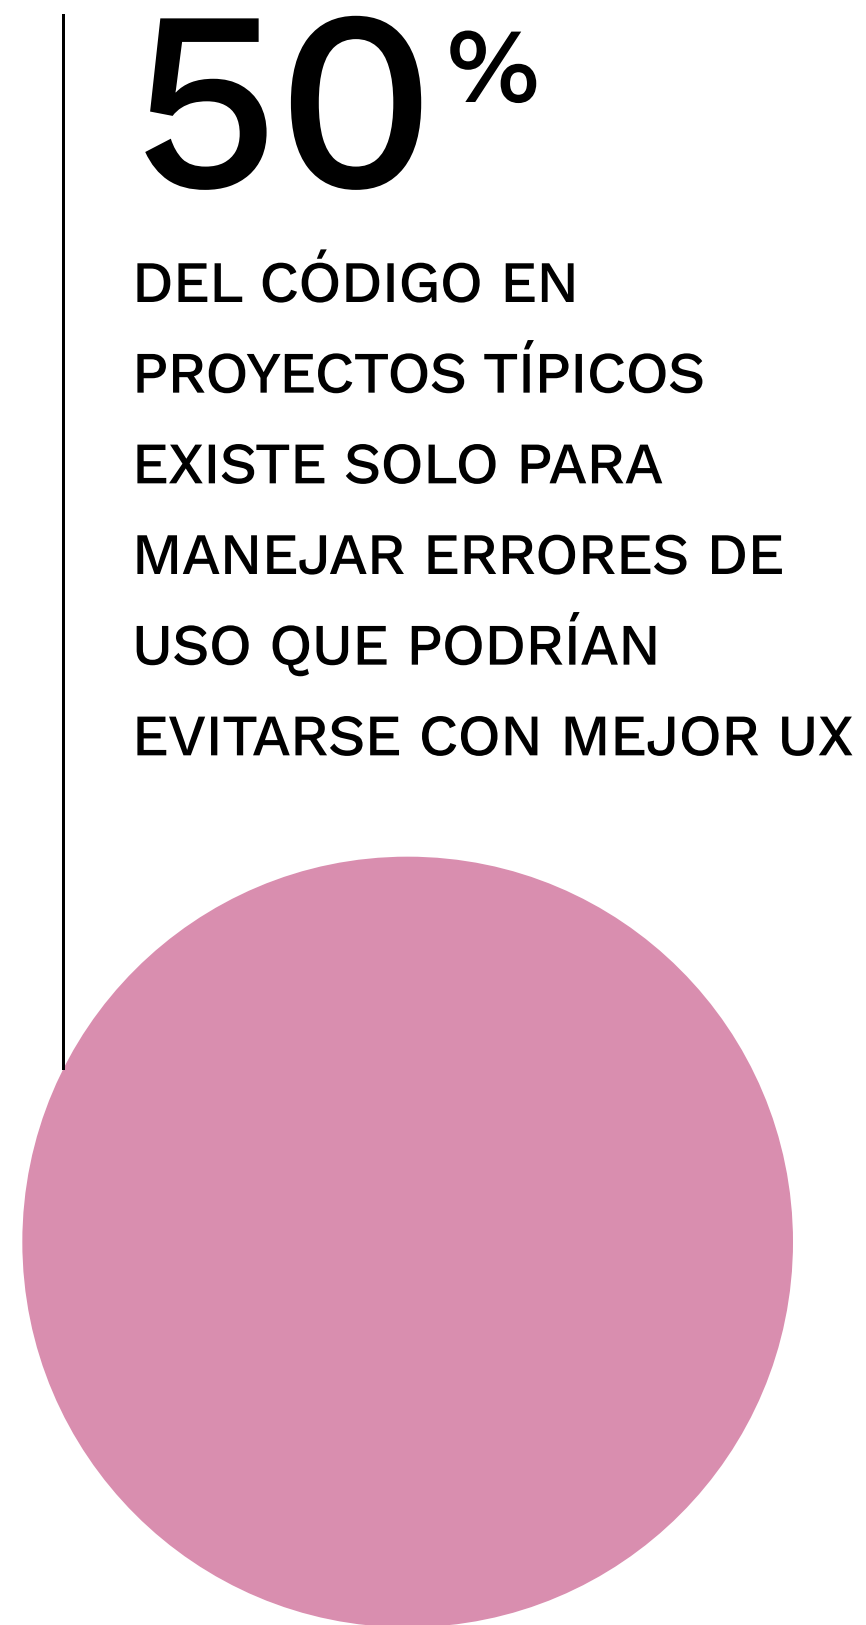 50%
DEL CÓDIGO EN
PROYECTOS TÍPICOS
EXISTE SOLO PARA
MANEJAR ERRORES DE
USO QUE PODRÍAN
EVITARSE CON MEJOR UX